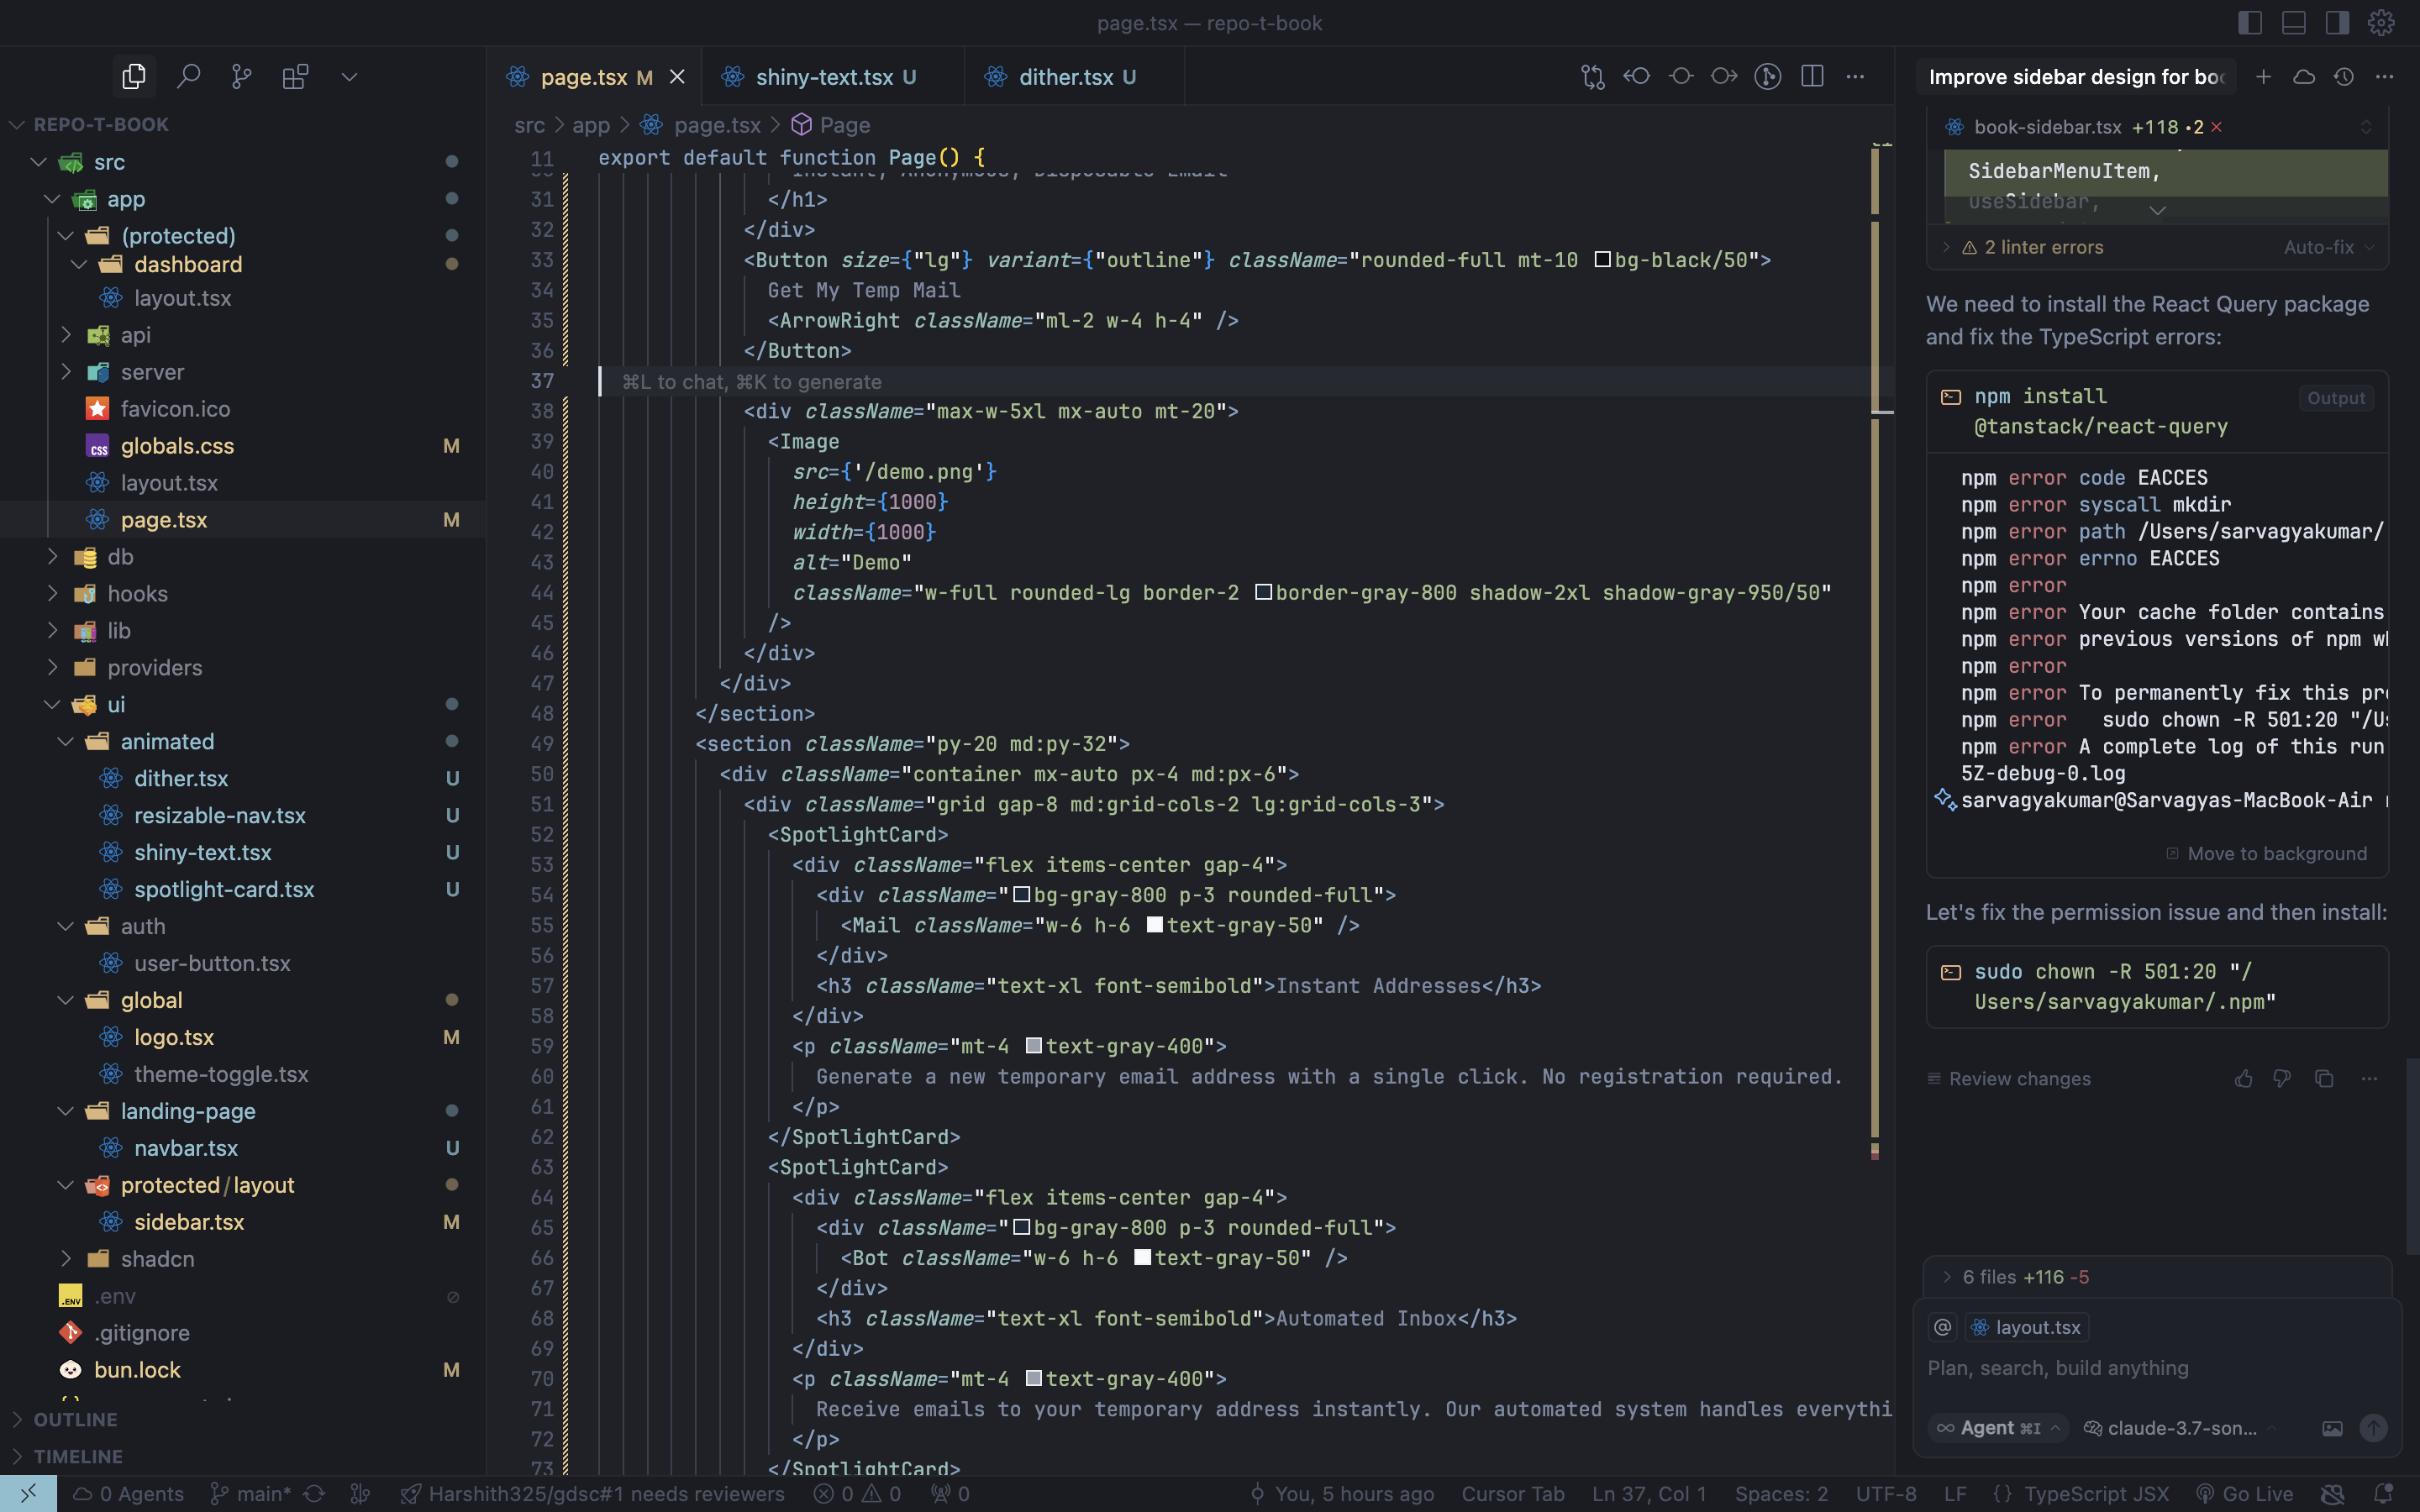 page.tsx — repo-t-book
REPO-T-BOOK
src
app
(protected)
dashboard
layout.tsx
api
server
favicon.ico
globals.css M
layout.tsx
page.tsx M
db
hooks
lib
providers
ui
animated
dither.tsx U
resizable-nav.tsx U
shiny-text.tsx U
spotlight-card.tsx U
auth
user-button.tsx
global
logo.tsx M
theme-toggle.tsx
landing-page
navbar.tsx U
protected/layout
sidebar.tsx M
shadcn
.env
.gitignore
bun.lock M
OUTLINE
TIMELINE
page.tsx M shiny-text.tsx U dither.tsx U
src > app > page.tsx > Page
11 export default function Page() {
31 </h1>
32 </div>
33 <Button size={"lg"} variant={"outline"} className="rounded-full mt-10 bg-black/50">
34 Get My Temp Mail
35 <ArrowRight className="ml-2 w-4 h-4" />
36 </Button>
37 ⌘L to chat, ⌘K to generate
38 <div className="max-w-5xl mx-auto mt-20">
39 <Image
40 src={'/demo.png'}
41 height={1000}
42 width={1000}
43 alt="Demo"
44 className="w-full rounded-lg border-2 border-gray-800 shadow-2xl shadow-gray-950/50"
45 />
46 </div>
47 </div>
48 </section>
49 <section className="py-20 md:py-32">
50 <div className="container mx-auto px-4 md:px-6">
51 <div className="grid gap-8 md:grid-cols-2 lg:grid-cols-3">
52 <SpotlightCard>
53 <div className="flex items-center gap-4">
54 <div className="bg-gray-800 p-3 rounded-full">
55 <Mail className="w-6 h-6 text-gray-50" />
56 </div>
57 <h3 className="text-xl font-semibold">Instant Addresses</h3>
58 </div>
59 <p className="mt-4 text-gray-400">
60 Generate a new temporary email address with a single click. No registration required.
61 </p>
62 </SpotlightCard>
63 <SpotlightCard>
64 <div className="flex items-center gap-4">
65 <div className="bg-gray-800 p-3 rounded-full">
66 <Bot className="w-6 h-6 text-gray-50" />
67 </div>
68 <h3 className="text-xl font-semibold">Automated Inbox</h3>
69 </div>
70 <p className="mt-4 text-gray-400">
71 Receive emails to your temporary address instantly. Our automated system handles everythi
72 </p>
73 </SpotlightCard>
Improve sidebar design for boo
book-sidebar.tsx +118 •2 ×
SidebarMenuItem,
useSidebar,
2 linter errors Auto-fix
We need to install the React Query package
and fix the TypeScript errors:
npm install Output
@tanstack/react-query
npm error code EACCES
npm error syscall mkdir
npm error path /Users/sarvagyakumar/
npm error errno EACCES
npm error
npm error Your cache folder contains
npm error previous versions of npm
npm error
npm error To permanently fix this
npm error sudo chown -R 501:20
npm error A complete log of this run
5Z-debug-0.log
sarvagyakumar@Sarvagyas-MacBook-Air
Move to background
Let's fix the permission issue and then install:
sudo chown -R 501:20 "/
Users/sarvagyakumar/.npm"
Review changes
6 files +116 -5
@ layout.tsx
Plan, search, build anything
Agent ⌘I claude-3.7-son...
0 Agents main* Harshith325/gdsc#1 needs reviewers 0 0 0 You, 5 hours ago Cursor Tab Ln 37, Col 1 Spaces: 2 UTF-8 LF {} TypeScript JSX Go Live